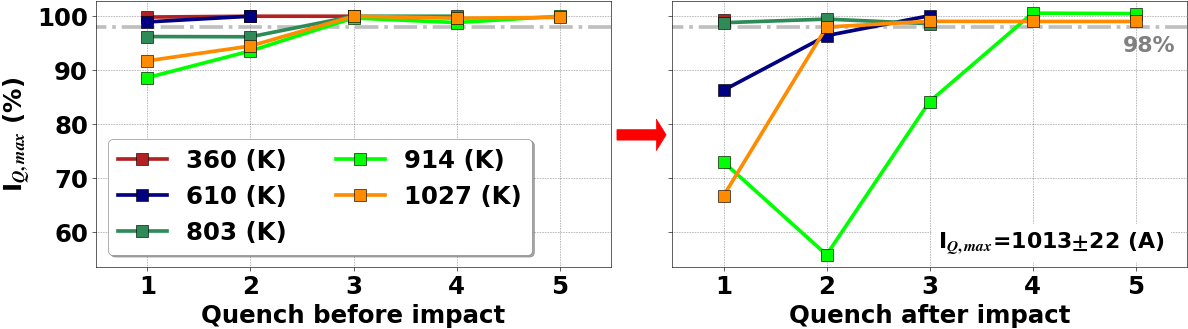 I_{Q,max} (%)
100
90
80
70
60
360 (K)
610 (K)
803 (K)
914 (K)
1027 (K)
1 2 3 4 5
Quench before impact
98%
I_{Q,max}=1013±22 (A)
1 2 3 4 5
Quench after impact